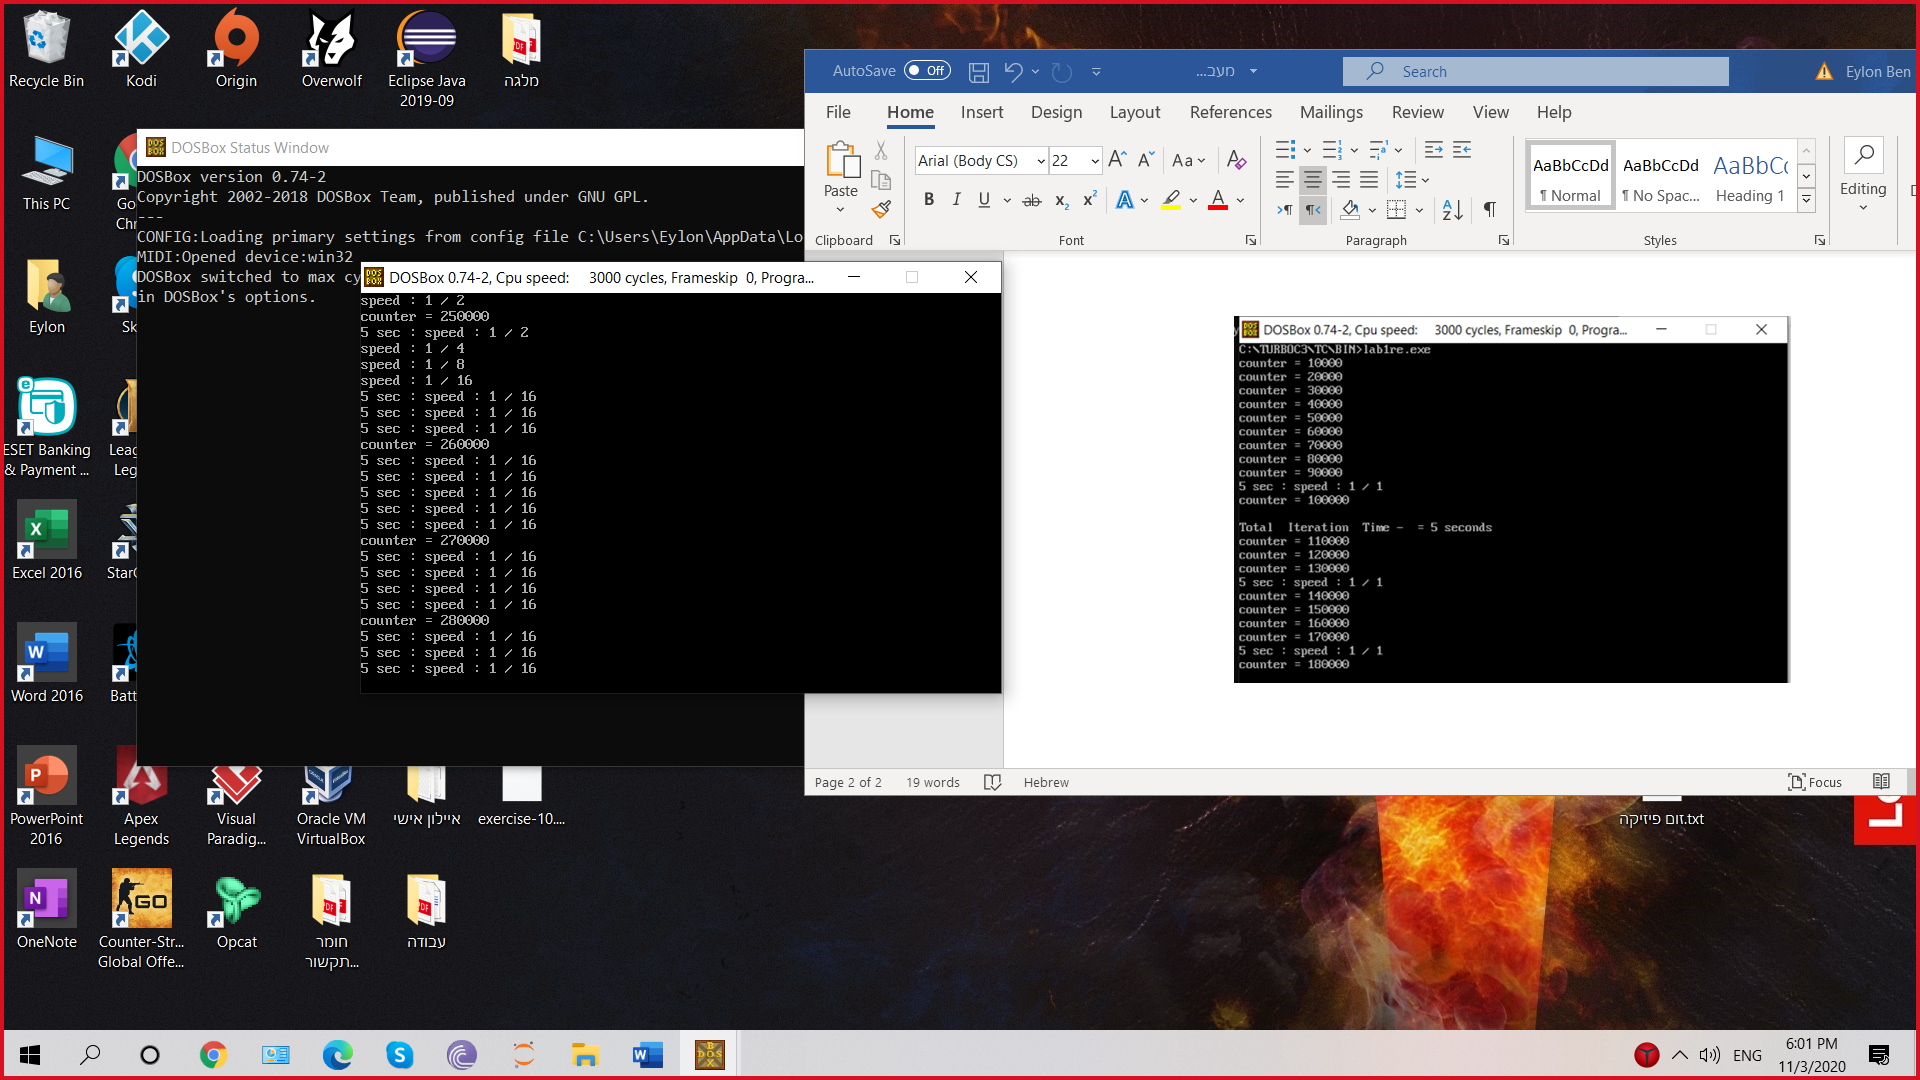 Recycle Bin
Kodi
Origin
Overwolf
Eclipse Java
2019-09
מלגה
This PC
Eylon
ESET Banking
& Payment ...
Excel 2016
Word 2016
PowerPoint
2016
Apex
Legends
Visual
Paradig...
Oracle VM
VirtualBox
איילון אישי
exercise-10....
OneNote
Counter-Str...
Global Offe...
Opcat
חומר
תקשור...
עבודה
זום פיזיקה.txt
DOSBox Status Window
DOSBox version 0.74-2
Copyright 2002-2018 DOSBox Team, published under GNU GPL.
---
CONFIG:Loading primary settings from config file C:\Users\Eylon\AppData\Lo
MIDI:Opened device:win32
DOSBox switched to max cy
in DOSBox's options.
DOSBox 0.74-2, Cpu speed: 3000 cycles, Frameskip 0, Progra...
speed : 1 / 2
counter = 250000
5 sec : speed : 1 / 2
speed : 1 / 4
speed : 1 / 8
speed : 1 / 16
5 sec : speed : 1 / 16
5 sec : speed : 1 / 16
5 sec : speed : 1 / 16
counter = 260000
5 sec : speed : 1 / 16
5 sec : speed : 1 / 16
5 sec : speed : 1 / 16
5 sec : speed : 1 / 16
5 sec : speed : 1 / 16
counter = 270000
5 sec : speed : 1 / 16
5 sec : speed : 1 / 16
5 sec : speed : 1 / 16
5 sec : speed : 1 / 16
counter = 280000
5 sec : speed : 1 / 16
5 sec : speed : 1 / 16
5 sec : speed : 1 / 16
AutoSave Off
מעב...
Search
Eylon Ben
File Home Insert Design Layout References Mailings Review View Help
Paste
Clipboard
Arial (Body CS) 22
Font
Paragraph
AaBbCcDd AaBbCcDd AaBbCc
¶ Normal ¶ No Spac... Heading 1
Styles
Editing
DOSBox 0.74-2, Cpu speed: 3000 cycles, Frameskip 0, Progra...
C:\TURBOC3\TC\BIN>lab1re.exe
counter = 10000
counter = 20000
counter = 30000
counter = 40000
counter = 50000
counter = 60000
counter = 70000
counter = 80000
counter = 90000
5 sec : speed : 1 / 1
counter = 100000
Total Iteration Time - = 5 seconds
counter = 110000
counter = 120000
counter = 130000
5 sec : speed : 1 / 1
counter = 140000
counter = 150000
counter = 160000
counter = 170000
5 sec : speed : 1 / 1
counter = 180000
Page 2 of 2 19 words Hebrew Focus
ENG
6:01 PM
11/3/2020